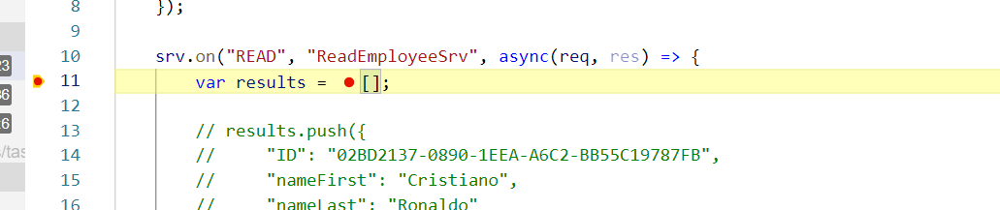 8 });
9
10 srv.on("READ", "ReadEmployeeSrv", async(req, res) => {
23
11 var results = [];
36
12
26
13 // results.push({
/tas
14 // "ID": "02BD2137-0890-1EEA-A6C2-BB55C19787FB",
15 // "nameFirst": "Cristiano",
16 // "nameLast": "Ronaldo"